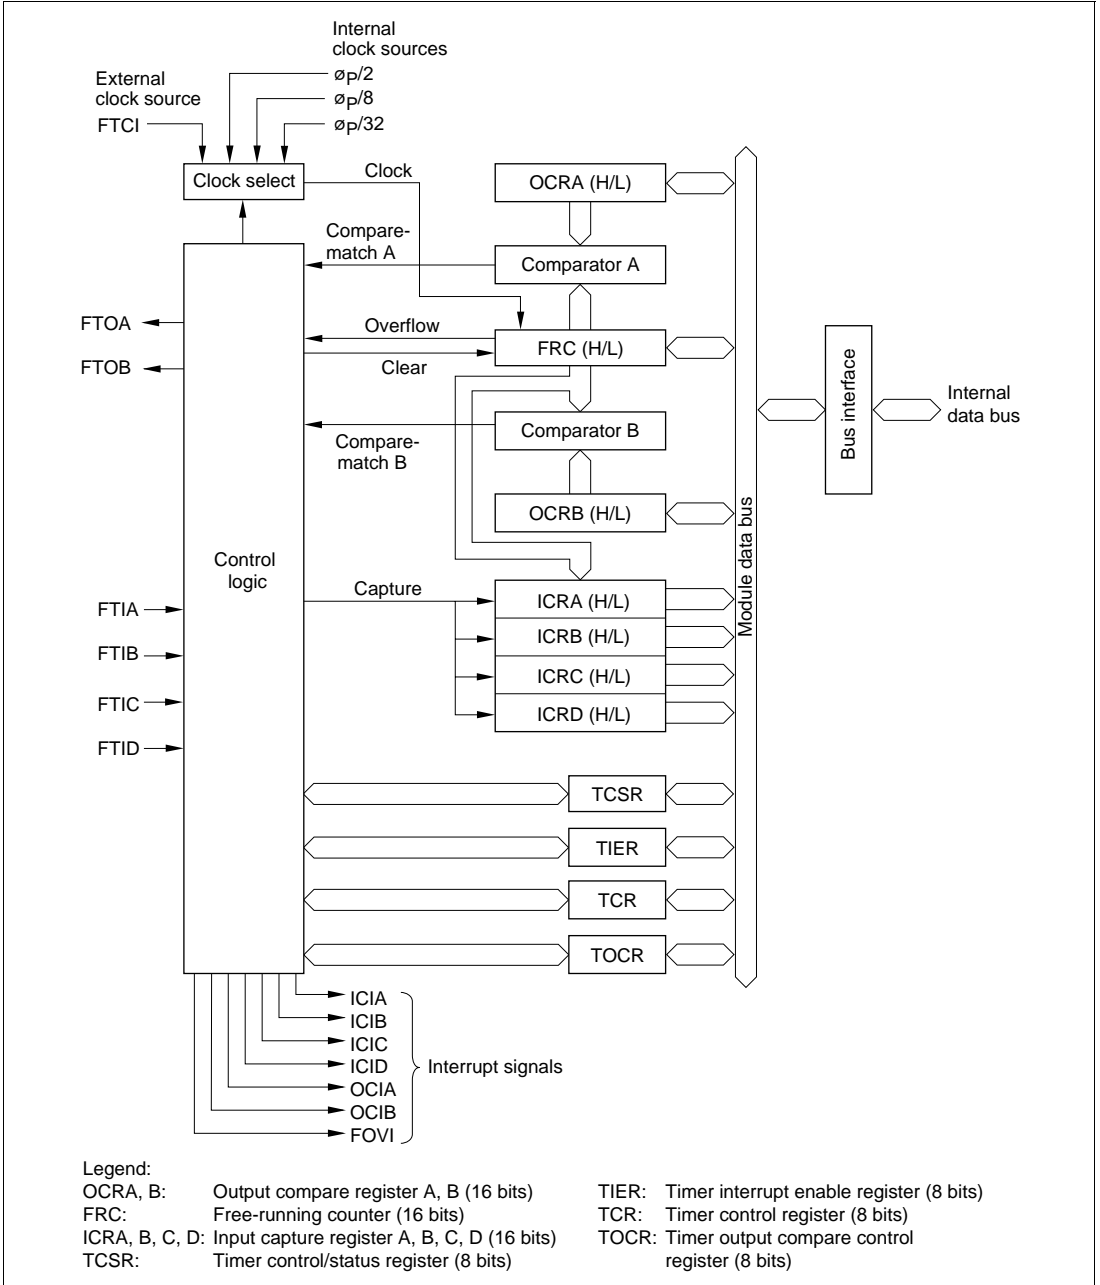 Internal
clock sources
øP/2
øP/8
øP/32
External
clock source
FTCI
Clock select
Clock
OCRA (H/L)
Compare-
match A
Comparator A
FTOA
FTOB
Overflow
Clear
FRC (H/L)
Compare-
match B
Comparator B
OCRB (H/L)
Bus interface
Internal
data bus
Module data bus
Control
logic
Capture
FTIA
FTIB
FTIC
FTID
ICRA (H/L)
ICRB (H/L)
ICRC (H/L)
ICRD (H/L)
TCSR
TIER
TCR
TOCR
ICIA
ICIB
ICIC
ICID
OCIA
OCIB
FOVI
Interrupt signals
Legend:
OCRA, B: Output compare register A, B (16 bits)
FRC: Free-running counter (16 bits)
ICRA, B, C, D: Input capture register A, B, C, D (16 bits)
TCSR: Timer control/status register (8 bits)
TIER: Timer interrupt enable register (8 bits)
TCR: Timer control register (8 bits)
TOCR: Timer output compare control
register (8 bits)